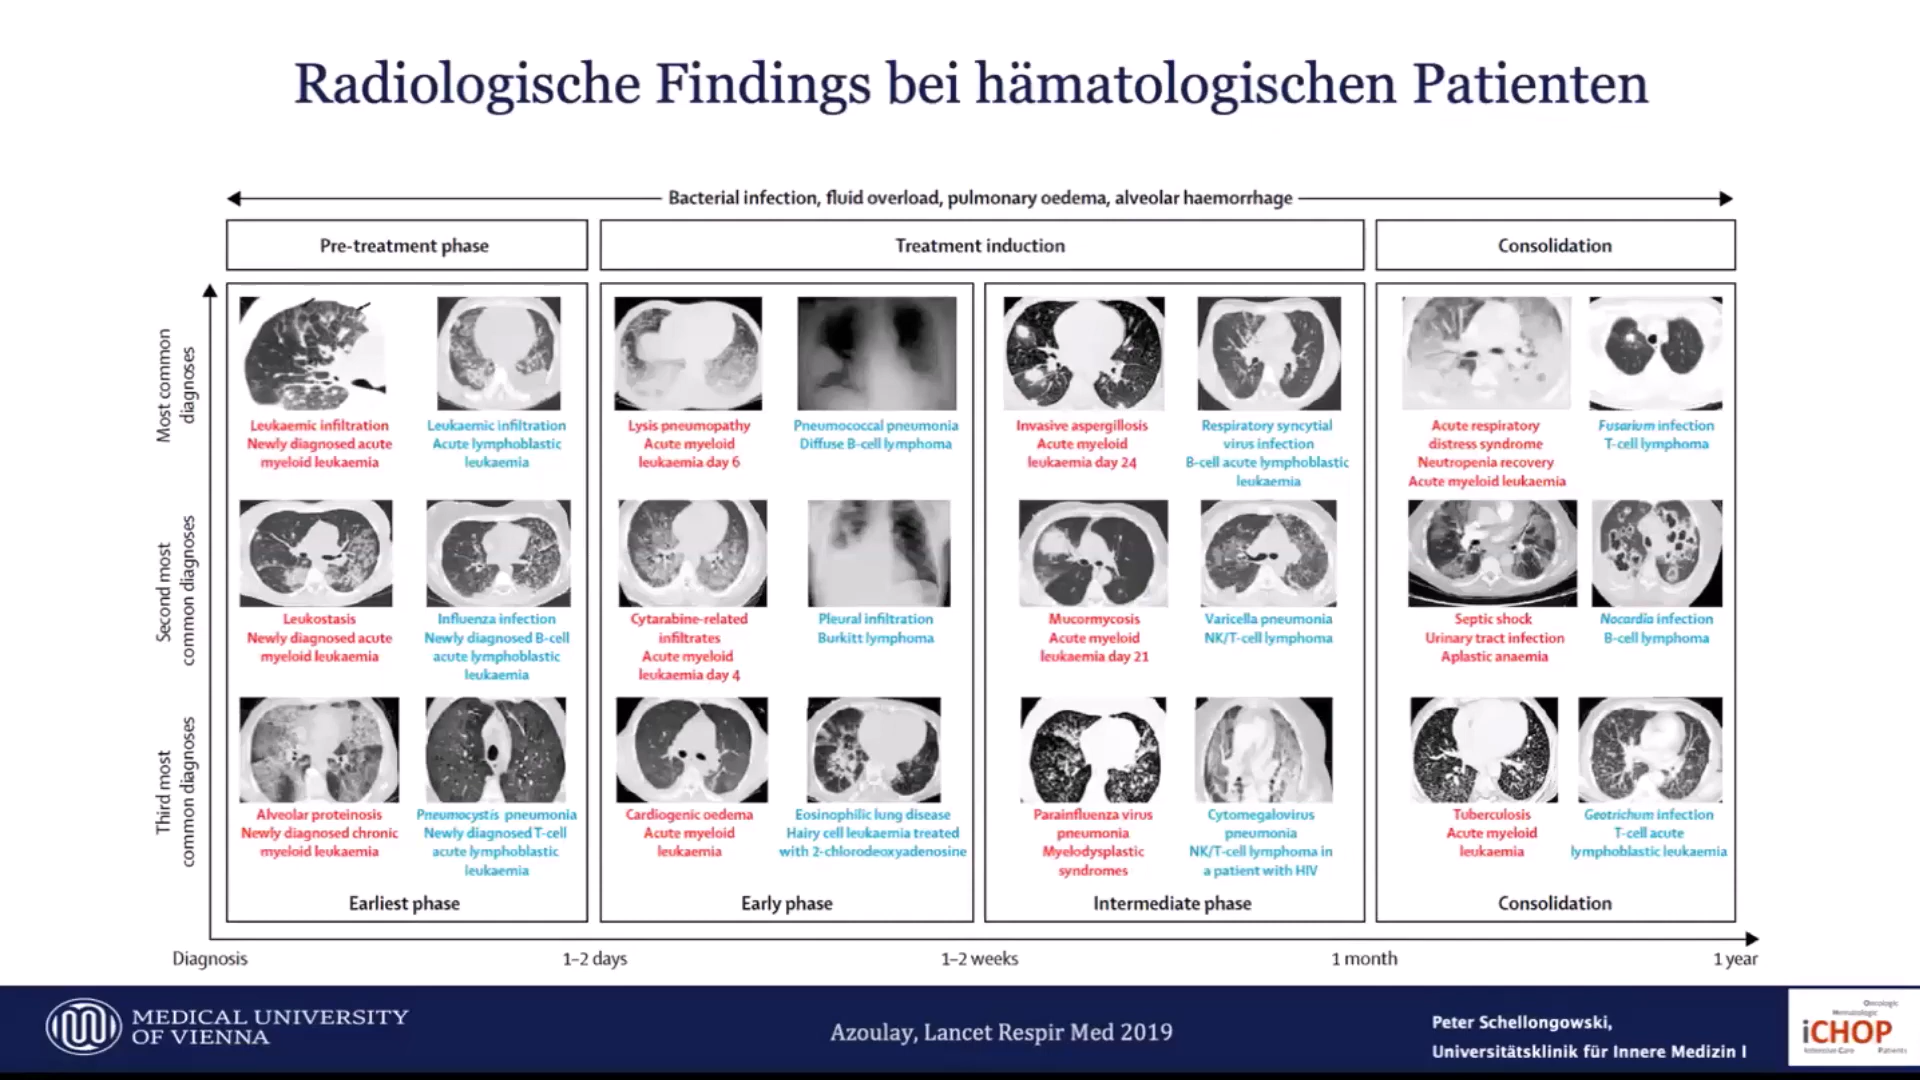 Radiologische Findings bei hämatologischen Patienten
Bacterial infection, fluid overload, pulmonary oedema, alveolar haemorrhage
Pre-treatment phase
Treatment induction
Consolidation
Most common
diagnoses
Leukaemic infiltration
Newly diagnosed acute
myeloid leukaemia
Leukaemic infiltration
Acute lymphoblastic
leukaemia
Lysis pneumopathy
Acute myeloid
leukaemia day 6
Pneumococcal pneumonia
Diffuse B-cell lymphoma
Invasive aspergillosis
Acute myeloid
leukaemia day 24
Respiratory syncytial
virus infection
B-cell acute lymphoblastic
leukaemia
Acute respiratory
distress syndrome
Neutropenia recovery
Acute myeloid leukaemia
Fusarium infection
T-cell lymphoma
Second most
common diagnoses
Leukostasis
Newly diagnosed acute
myeloid leukaemia
Influenza infection
Newly diagnosed B-cell
acute lymphoblastic
leukaemia
Cytarabine-related
infiltrates
Acute myeloid
leukaemia day 4
Pleural infiltration
Burkitt lymphoma
Mucormycosis
Acute myeloid
leukaemia day 21
Varicella pneumonia
NK/T-cell lymphoma
Septic shock
Urinary tract infection
Aplastic anaemia
Nocardia infection
B-cell lymphoma
Third most
common diagnoses
Alveolar proteinosis
Newly diagnosed chronic
myeloid leukaemia
Pneumocystis pneumonia
Newly diagnosed T-cell
acute lymphoblastic
leukaemia
Cardiogenic oedema
Acute myeloid
leukaemia
Eosinophilic lung disease
Hairy cell leukaemia treated
with 2-chlorodeoxyadenosine
Parainfluenza virus
pneumonia
Myelodysplastic
syndromes
Cytomegalovirus
pneumonia
NK/T-cell lymphoma in
a patient with HIV
Tuberculosis
Acute myeloid
leukaemia
Geotrichum infection
T-cell acute
lymphoblastic leukaemia
Earliest phase
Early phase
Intermediate phase
Consolidation
Diagnosis
1–2 days
1–2 weeks
1 month
1 year
MEDICAL UNIVERSITY
OF VIENNA
Azoulay, Lancet Respir Med 2019
Peter Schellongowski,
Universitätsklinik für Innere Medizin I
Oncologic
Hematologic
iCHOP
Intensive Care Patients